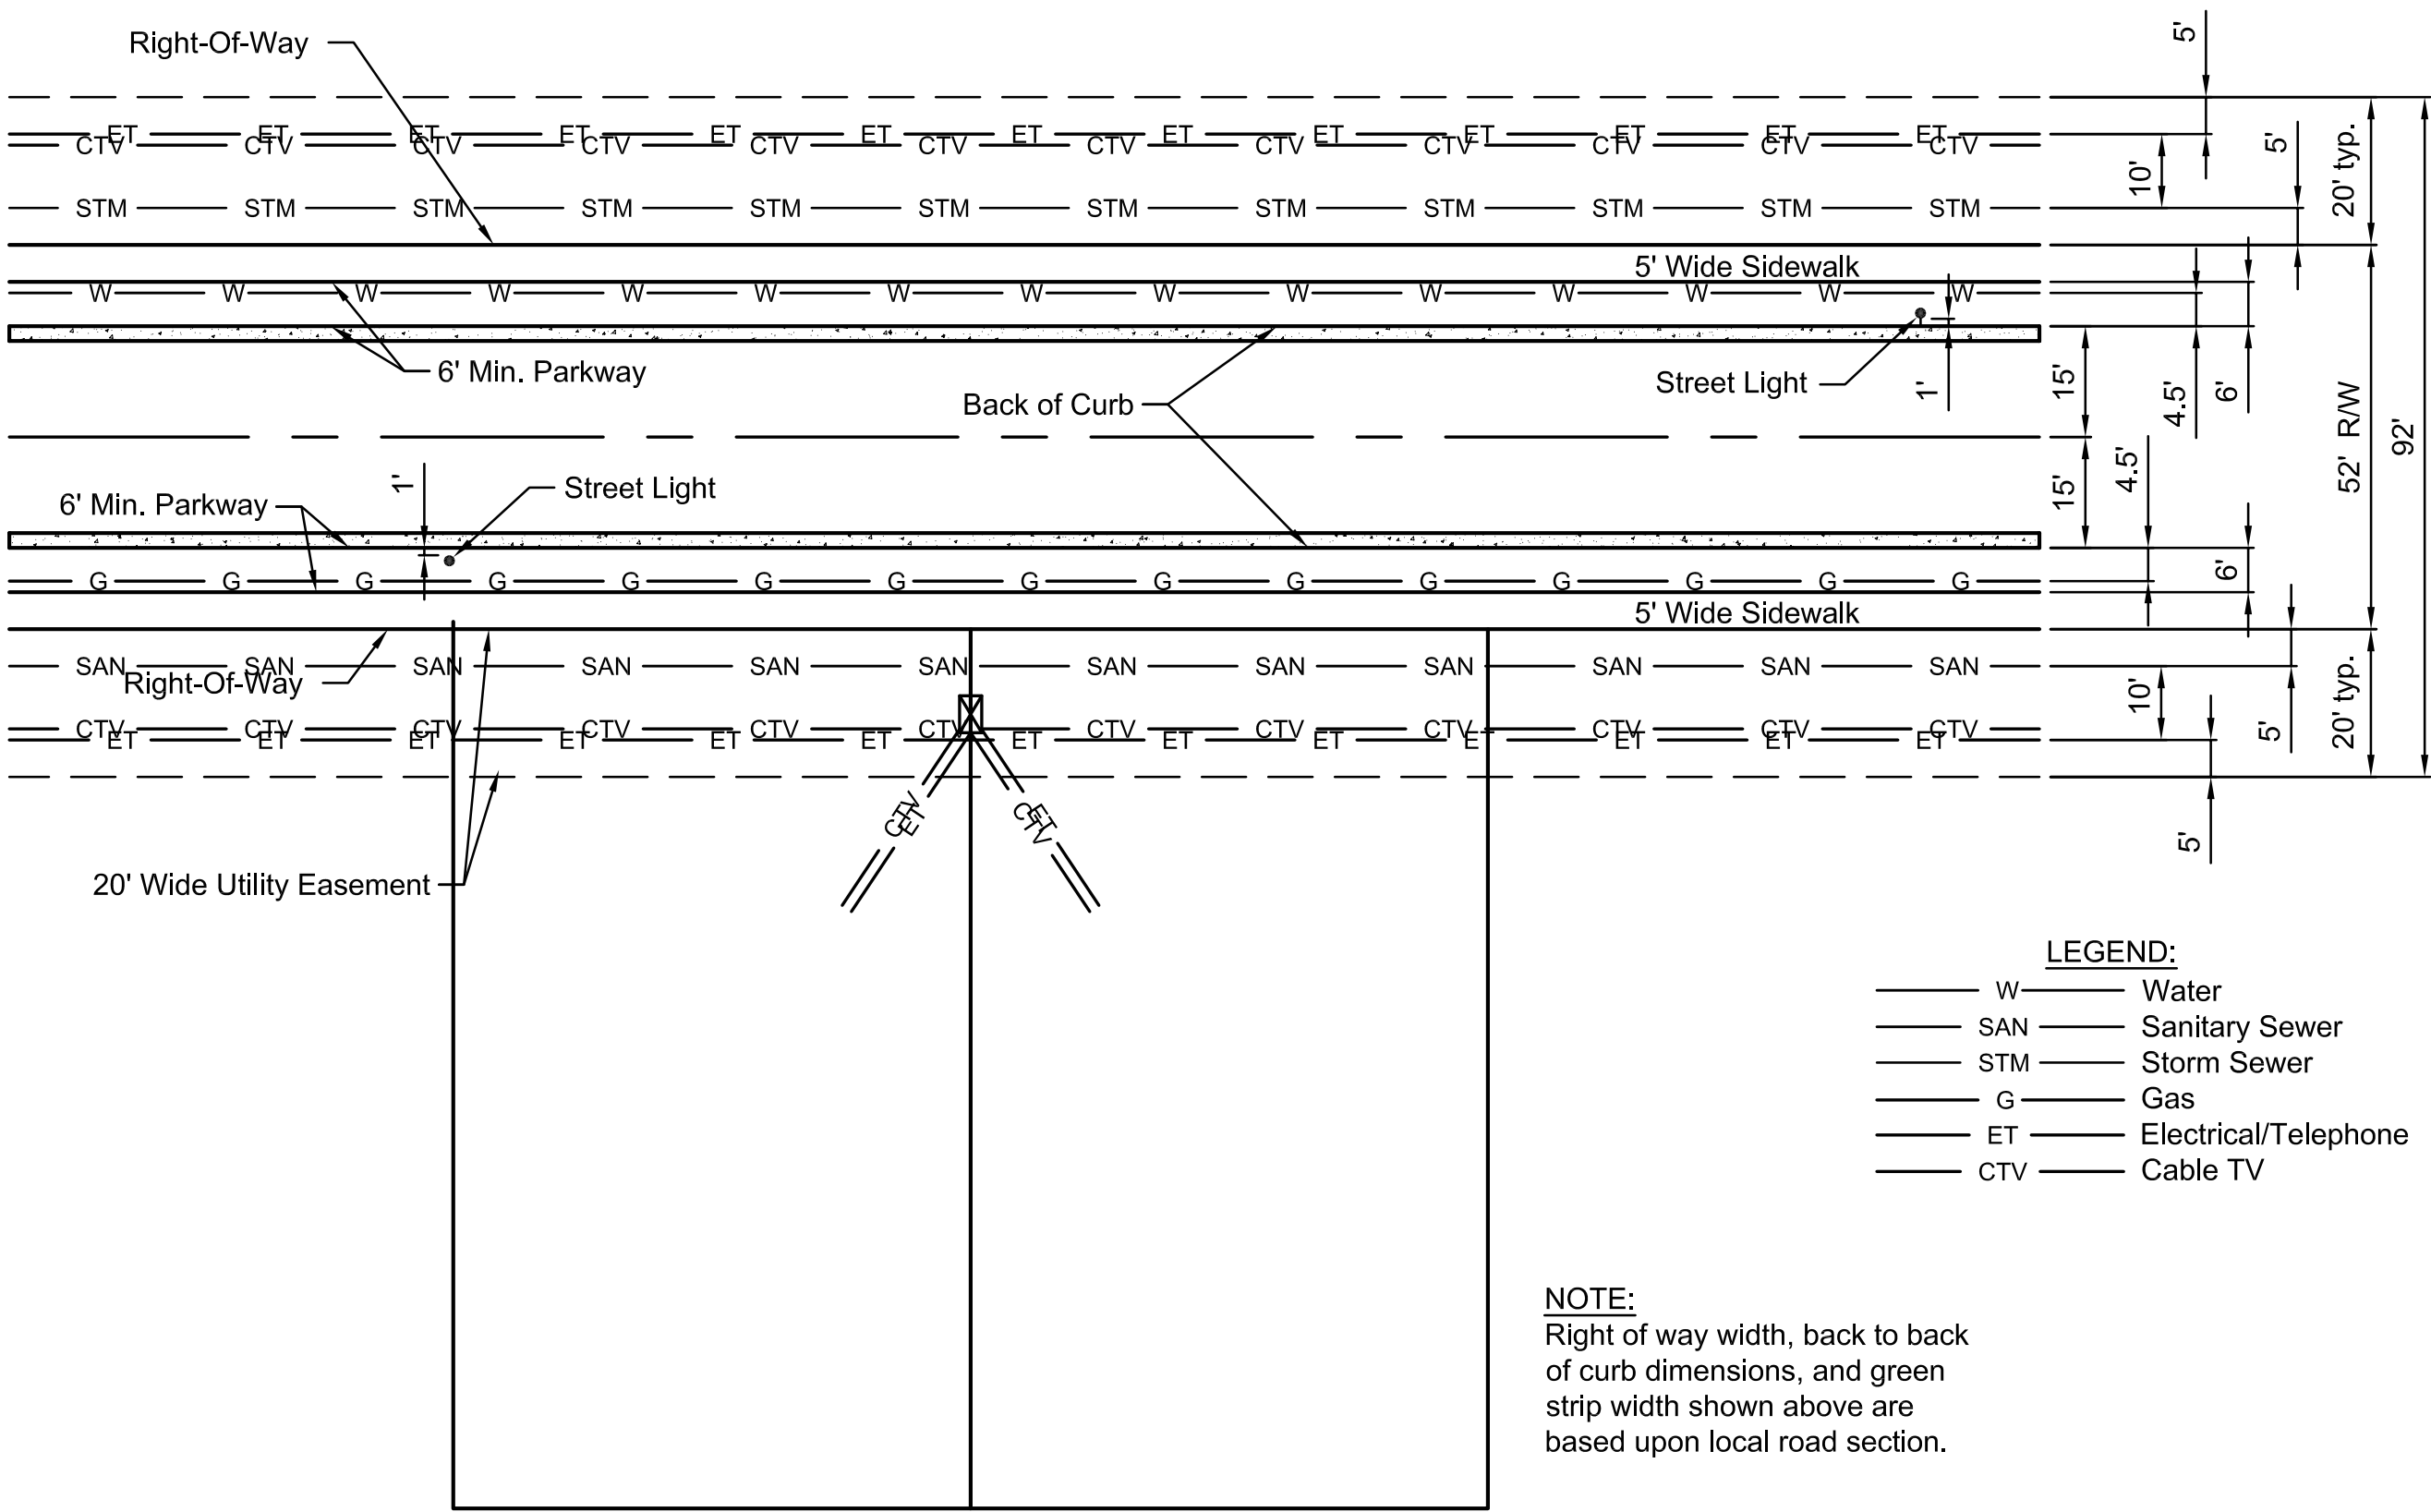 Right-Of-Way
5'
ET ET ET ET ET ET ET ET ET ET ET ET ET
CTV CTV CTV CTV CTV CTV CTV CTV CTV CTV CTV CTV
5'
10'
20' typ.
STM STM STM STM STM STM STM STM STM STM STM STM
5' Wide Sidewalk
W W W W W W W W W W W W W W W
6' Min. Parkway
Street Light
1'
15'
4.5'
6'
Back of Curb
52' R/W
92'
1'
Street Light
6' Min. Parkway
15'
4.5'
6'
G G G G G G G G G G G G G G G
5' Wide Sidewalk
SAN SAN SAN SAN SAN SAN SAN SAN SAN SAN SAN SAN
Right-Of-Way
10'
5'
20' typ.
CTV CTV CTV CTV CTV CTV CTV CTV CTV CTV CTV CTV
ET ET ET ET ET ET ET ET ET ET ET ET ET
CTV
ET
ET
CTV
5'
20' Wide Utility Easement
LEGEND:
W Water
SAN Sanitary Sewer
STM Storm Sewer
G Gas
ET Electrical/Telephone
CTV Cable TV
NOTE:
Right of way width, back to back
of curb dimensions, and green
strip width shown above are
based upon local road section.